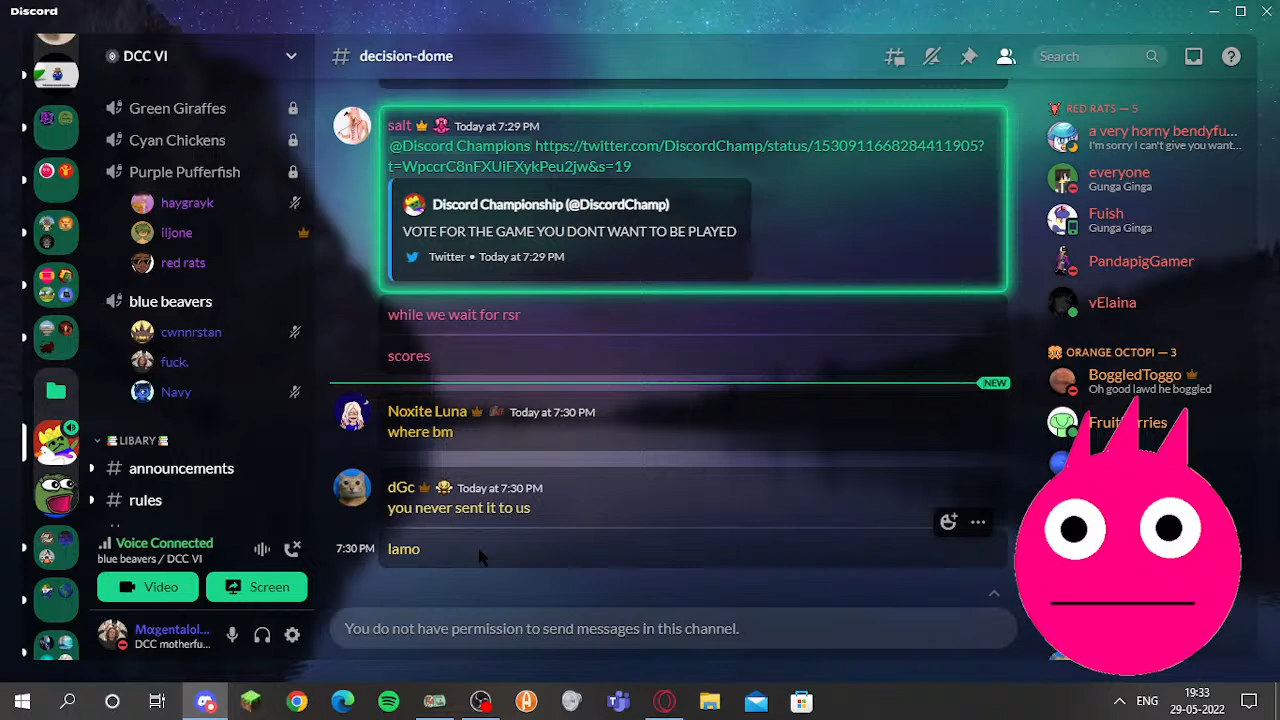 Discord
DCC VI
Green Giraffes
Cyan Chickens
Purple Pufferfish
haygrayk
iljone
red rats
blue beavers
cwnnrstan
fuck.
Navy
📚LIBARY📚
# announcements
# rules
Voice Connected
blue beavers / DCC VI
Video
Screen
Mαgentalol...
DCC motherfu...
# decision-dome
Search
salt Today at 7:29 PM
@Discord Champions https://twitter.com/DiscordChamp/status/1530911668284411905?
t=WpccrC8nFXUiFXykPeu2jw&s=19
Discord Championship (@DiscordChamp)
VOTE FOR THE GAME YOU DONT WANT TO BE PLAYED
Twitter • Today at 7:29 PM
while we wait for rsr
scores
NEW
Noxite Luna Today at 7:30 PM
where bm
dGc Today at 7:30 PM
you never sent it to us
7:30 PM lamo
You do not have permission to send messages in this channel.
RED RATS — 5
a very horny bendyfu...
I'm sorry I can't give you want...
everyone
Gunga Ginga
Fuish
Gunga Ginga
PandapigGamer
vElaina
ORANGE OCTOPI — 3
BoggledToggo
Oh good lawd he boggled
ENG
19:33
29-05-2022